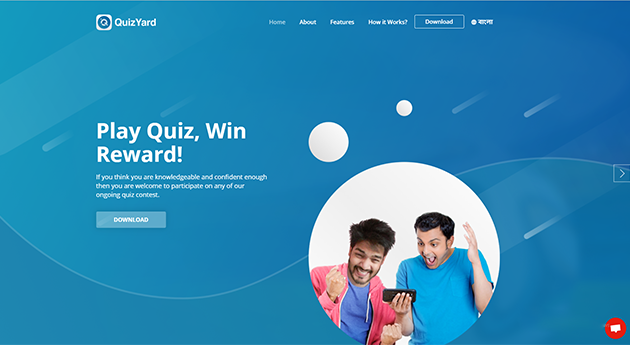 QuizYard
Home About Features How it Works? Download বাংলা
Play Quiz, Win
Reward!
If you think you are knowledgeable and confident enough
then you are welcome to participate on any of our
ongoing quiz contest.
DOWNLOAD